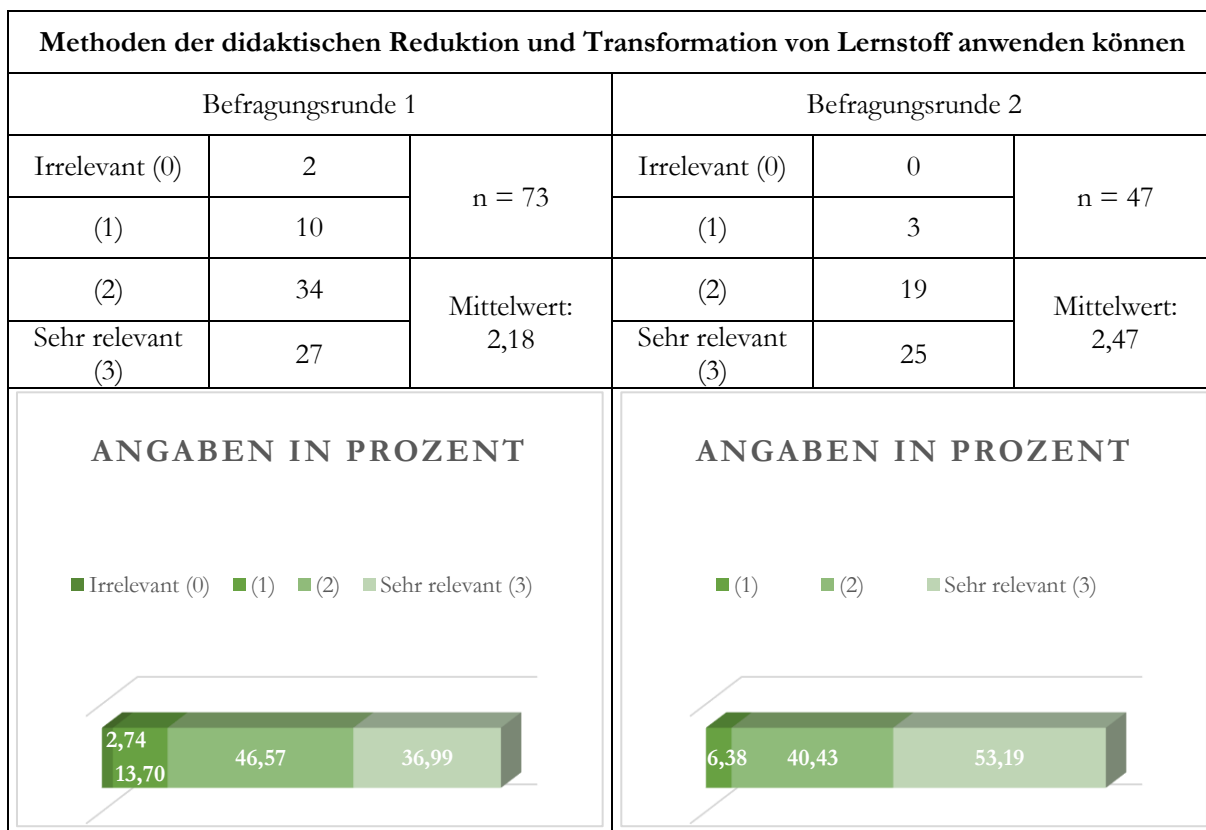 Methoden der didaktischen Reduktion und Transformation von Lernstoff anwenden können
Befragungsrunde 1
Befragungsrunde 2
Irrelevant (0)
2
n = 73
Irrelevant (0)
0
n = 47
(1)
10
(1)
3
(2)
34
Mittelwert:
2,18
(2)
19
Mittelwert:
2,47
Sehr relevant
(3)
27
Sehr relevant
(3)
25
ANGABEN IN PROZENT
Irrelevant (0) (1) (2) Sehr relevant (3)
2,74
13,70
46,57
36,99
ANGABEN IN PROZENT
(1) (2) Sehr relevant (3)
6,38
40,43
53,19